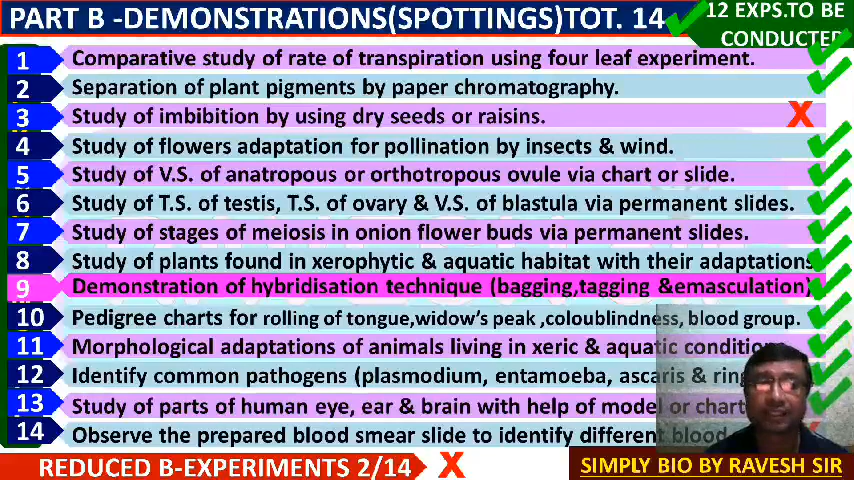 PART B -DEMONSTRATIONS(SPOTTINGS)TOT. 14
12 EXPS.TO BE
CONDUCTED
1 Comparative study of rate of transpiration using four leaf experiment.
2 Separation of plant pigments by paper chromatography.
3 Study of imbibition by using dry seeds or raisins.
4 Study of flowers adaptation for pollination by insects & wind.
5 Study of V.S. of anatropous or orthotropous ovule via chart or slide.
6 Study of T.S. of testis, T.S. of ovary & V.S. of blastula via permanent slides.
7 Study of stages of meiosis in onion flower buds via permanent slides.
8 Study of plants found in xerophytic & aquatic habitat with their adaptations
9 Demonstration of hybridisation technique (bagging,tagging &emasculation)
10 Pedigree charts for rolling of tongue,widow's peak ,coloublindness, blood group.
11 Morphological adaptations of animals living in xeric & aquatic condition
12 Identify common pathogens (plasmodium, entamoeba, ascaris & ring
13 Study of parts of human eye, ear & brain with help of model or chart
14 Observe the prepared blood smear slide to identify different blood
REDUCED B-EXPERIMENTS 2/14
SIMPLY BIO BY RAVESH SIR